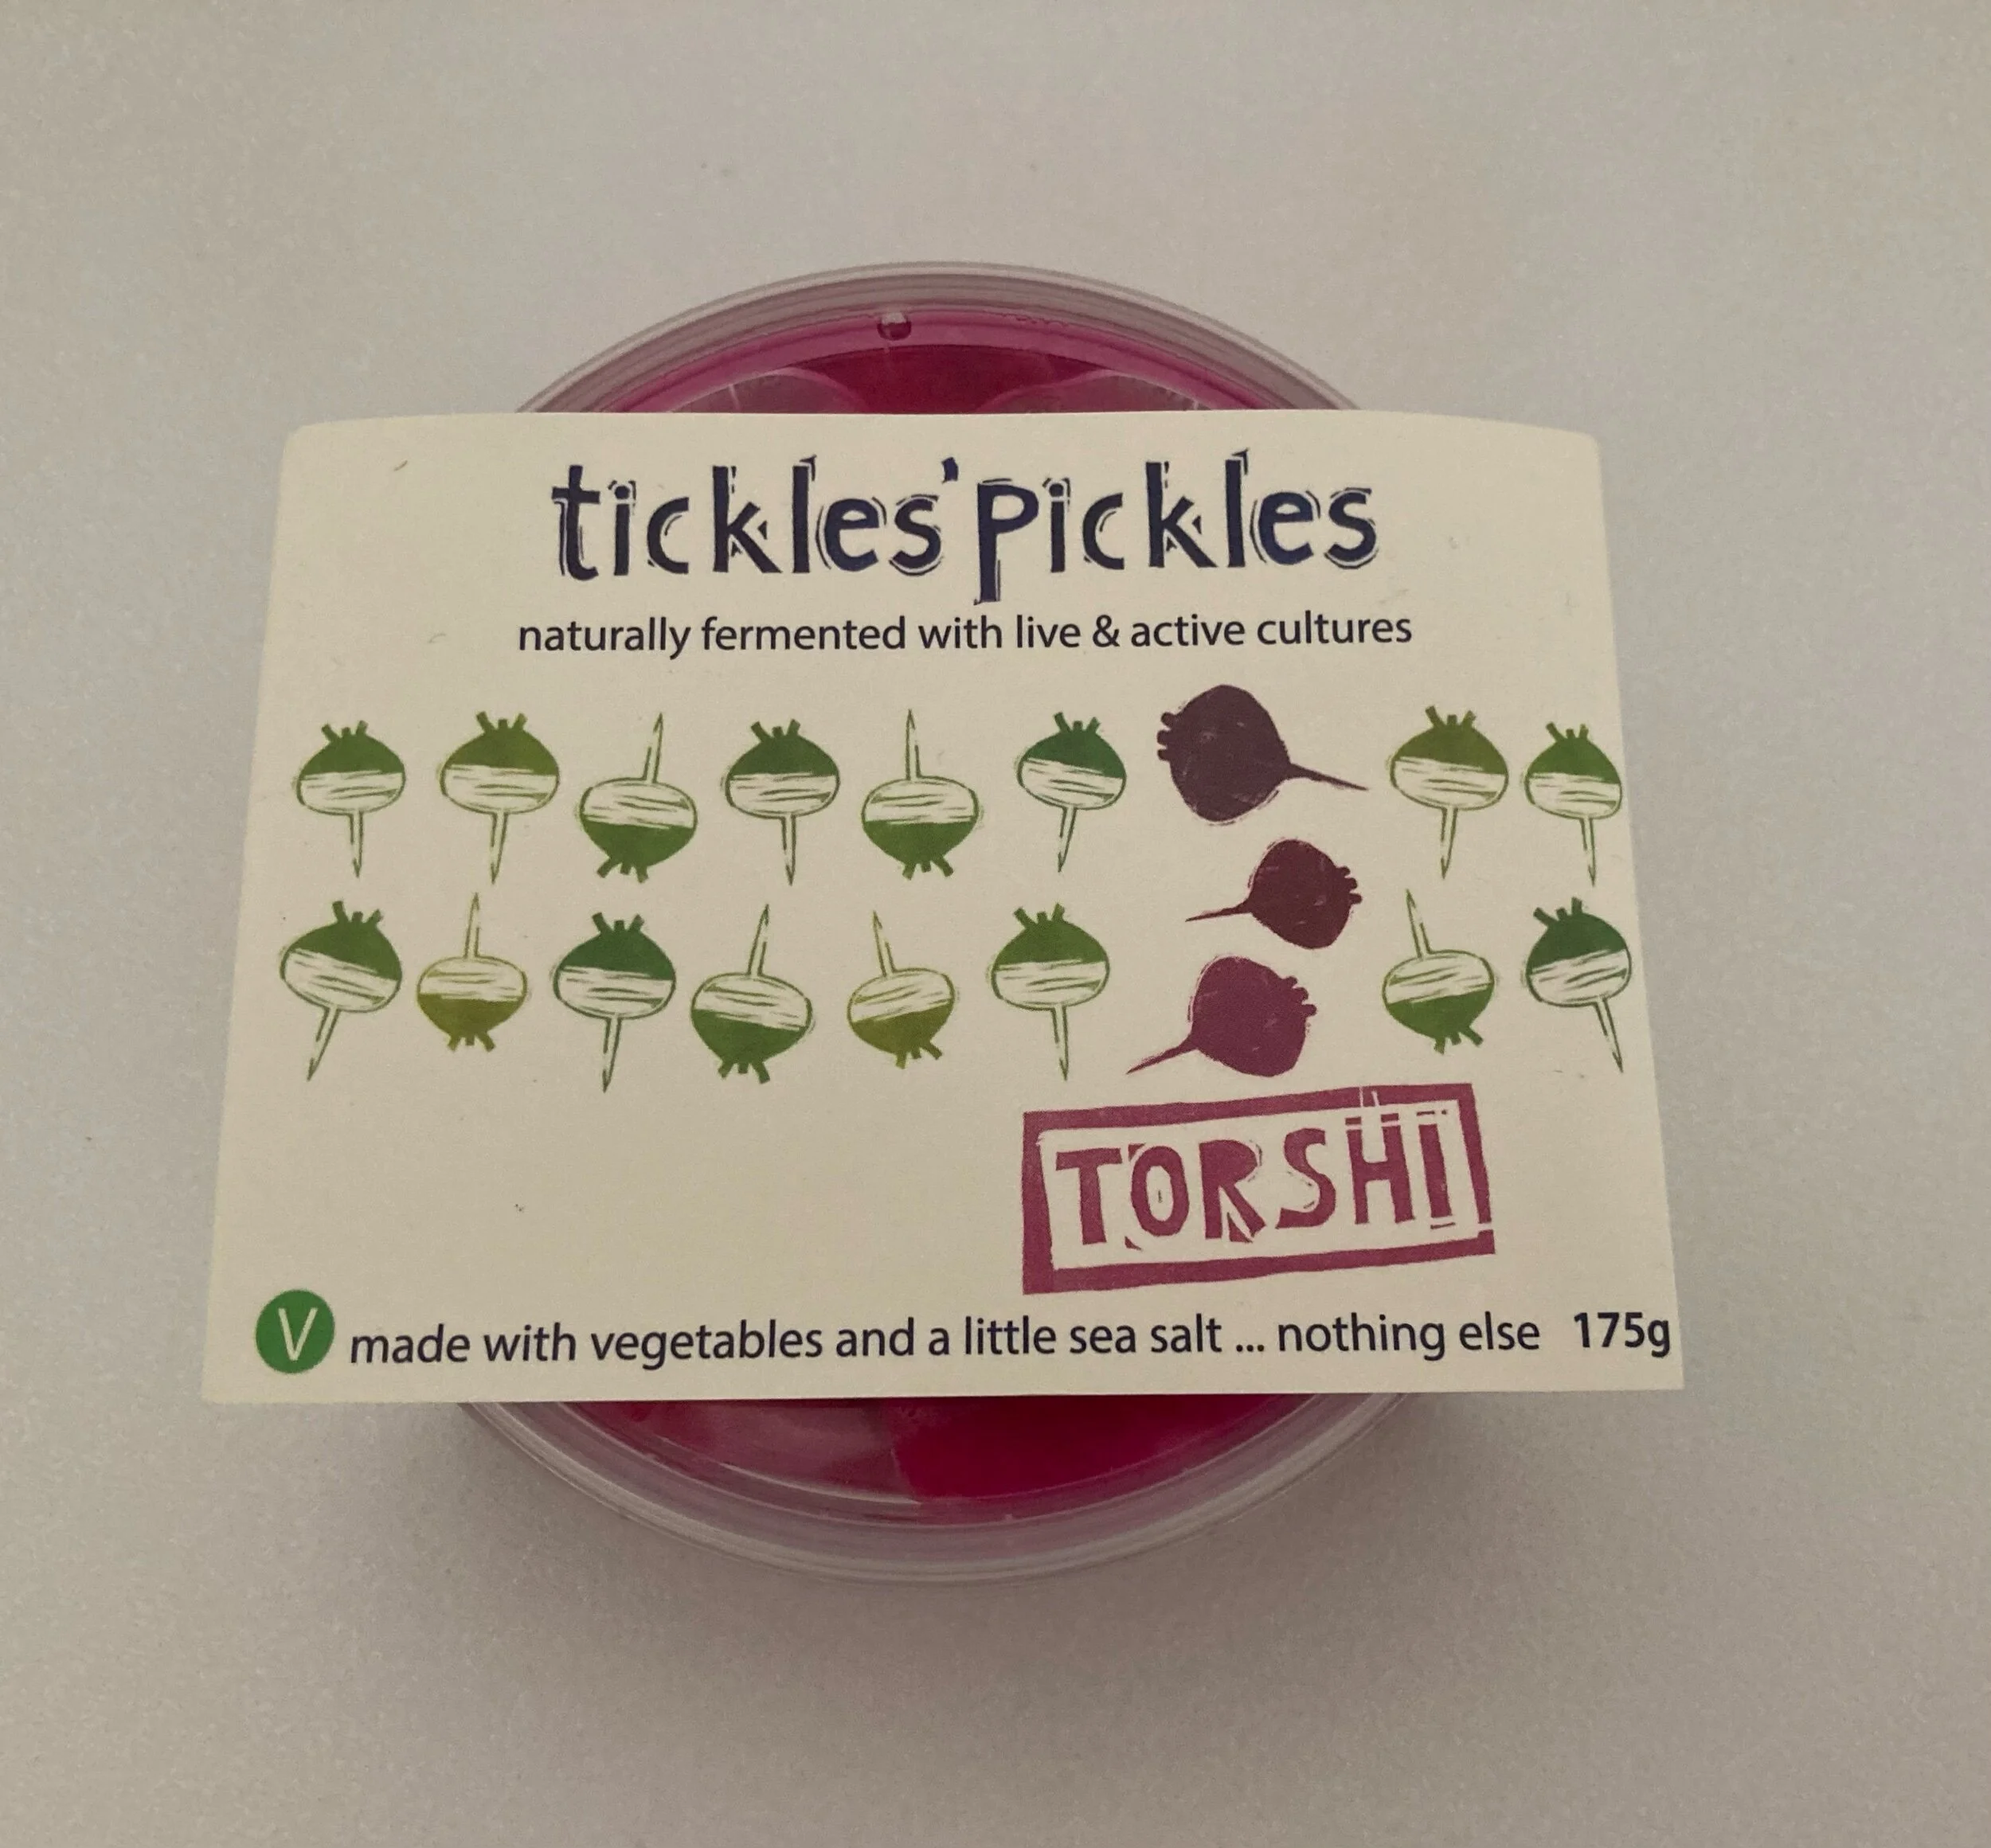 tickles' pickles
naturally fermented with live & active cultures
TORSHI
V made with vegetables and a little sea salt ... nothing else 175g